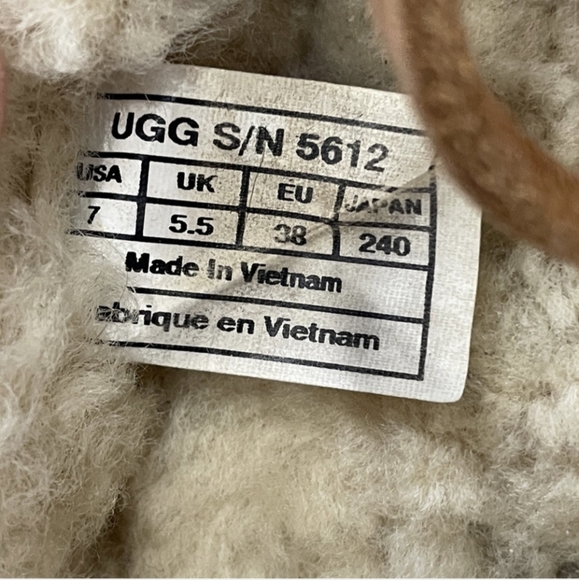 UGG S/N 5612
USA UK EU JAPAN
7 5.5 38 240
Made In Vietnam
abrique en Vietnam